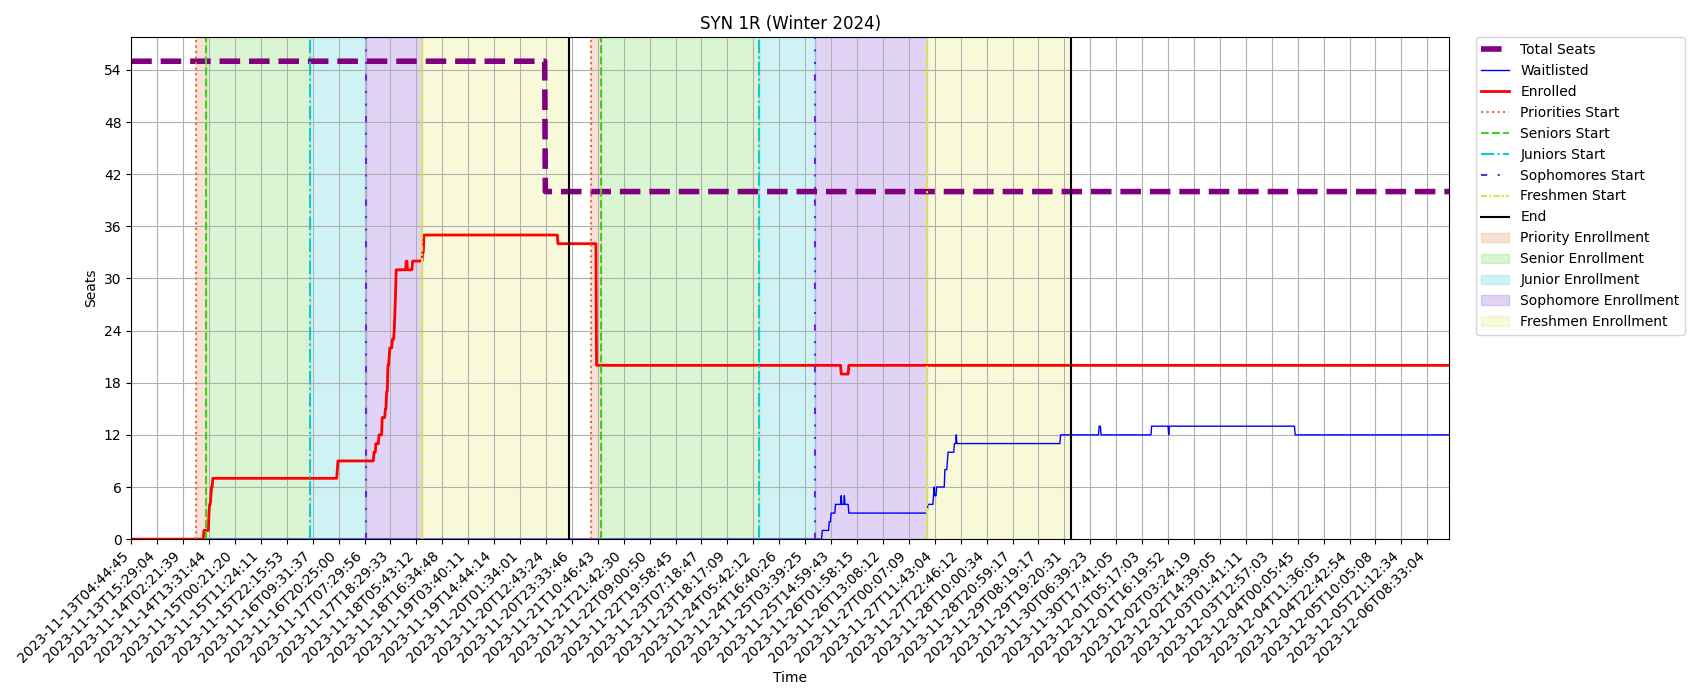 SYN 1R (Winter 2024)
Total Seats
Waitlisted
Enrolled
Priorities Start
Seniors Start
Juniors Start
Sophomores Start
Freshmen Start
End
Priority Enrollment
Senior Enrollment
Junior Enrollment
Sophomore Enrollment
Freshmen Enrollment
Seats
54
48
42
36
30
24
18
12
6
0
2023-11-13T04:44:45
2023-11-13T15:29:04
2023-11-14T02:21:39
2023-11-14T13:31:44
2023-11-15T00:21:20
2023-11-15T11:24:11
2023-11-15T22:15:53
2023-11-16T09:31:37
2023-11-16T20:25:00
2023-11-17T07:29:56
2023-11-17T18:29:33
2023-11-18T05:43:12
2023-11-18T16:34:48
2023-11-19T03:40:11
2023-11-19T14:44:14
2023-11-20T01:34:01
2023-11-20T12:43:24
2023-11-20T23:33:46
2023-11-21T10:46:43
2023-11-21T21:42:30
2023-11-22T09:00:50
2023-11-22T19:58:45
2023-11-23T07:18:47
2023-11-23T18:17:09
2023-11-24T05:42:12
2023-11-24T16:40:26
2023-11-25T03:39:25
2023-11-25T14:59:43
2023-11-26T01:58:15
2023-11-26T13:08:12
2023-11-27T00:07:09
2023-11-27T11:43:04
2023-11-27T22:46:12
2023-11-28T10:00:34
2023-11-28T20:59:17
2023-11-29T08:19:17
2023-11-29T19:20:31
2023-11-30T06:39:23
2023-11-30T17:41:05
2023-12-01T05:17:03
2023-12-01T16:19:52
2023-12-02T03:24:19
2023-12-02T14:39:05
2023-12-03T01:41:11
2023-12-03T12:57:03
2023-12-04T00:05:45
2023-12-04T11:36:05
2023-12-04T22:42:54
2023-12-05T10:05:08
2023-12-05T21:12:34
2023-12-06T08:33:04
Time